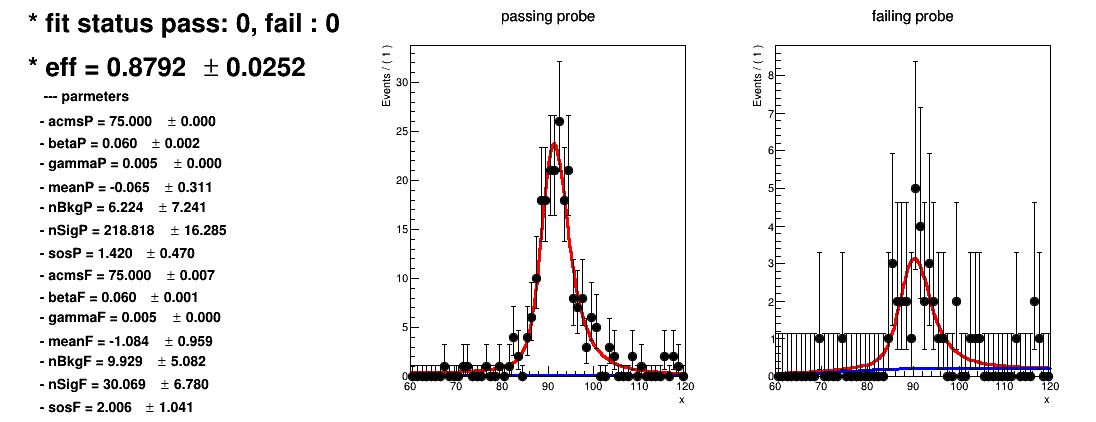 * fit status pass: 0, fail : 0
* eff = 0.8792 ± 0.0252
--- parmeters
- acmsP = 75.000 ± 0.000
- betaP = 0.060 ± 0.002
- gammaP = 0.005 ± 0.000
- meanP = -0.065 ± 0.311
- nBkgP = 6.224 ± 7.241
- nSigP = 218.818 ± 16.285
- sosP = 1.420 ± 0.470
- acmsF = 75.000 ± 0.007
- betaF = 0.060 ± 0.001
- gammaF = 0.005 ± 0.000
- meanF = -1.084 ± 0.959
- nBkgF = 9.929 ± 5.082
- nSigF = 30.069 ± 6.780
- sosF = 2.006 ± 1.041
passing probe
Events / ( 1 )
30
25
20
15
10
5
0
60 70 80 90 100 110 120
x
failing probe
Events / ( 1 )
8
7
6
5
4
3
2
1
0
60 70 80 90 100 110 120
x